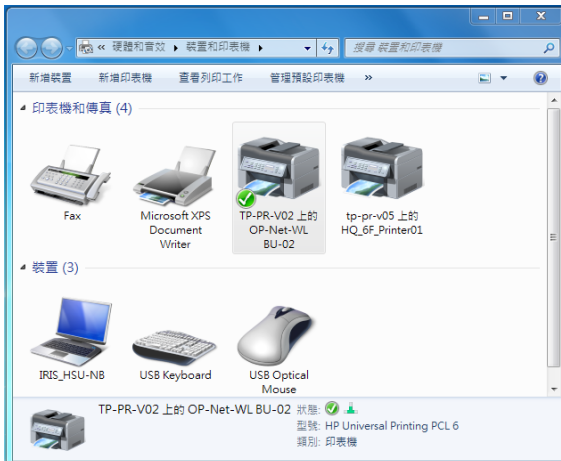 « 硬體和音效 ▸ 裝置和印表機 ▸
搜尋 裝置和印表機
新增裝置 新增印表機 查看列印工作 管理預設印表機 »
印表機和傳真 (4)
Fax
Microsoft XPS
Document
Writer
TP-PR-V02 上的
OP-Net-WL
BU-02
tp-pr-v05 上的
HQ_6F_Printer01
裝置 (3)
IRIS_HSU-NB
USB Keyboard
USB Optical
Mouse
TP-PR-V02 上的 OP-Net-WL BU-02 狀態:
型號: HP Universal Printing PCL 6
類別: 印表機